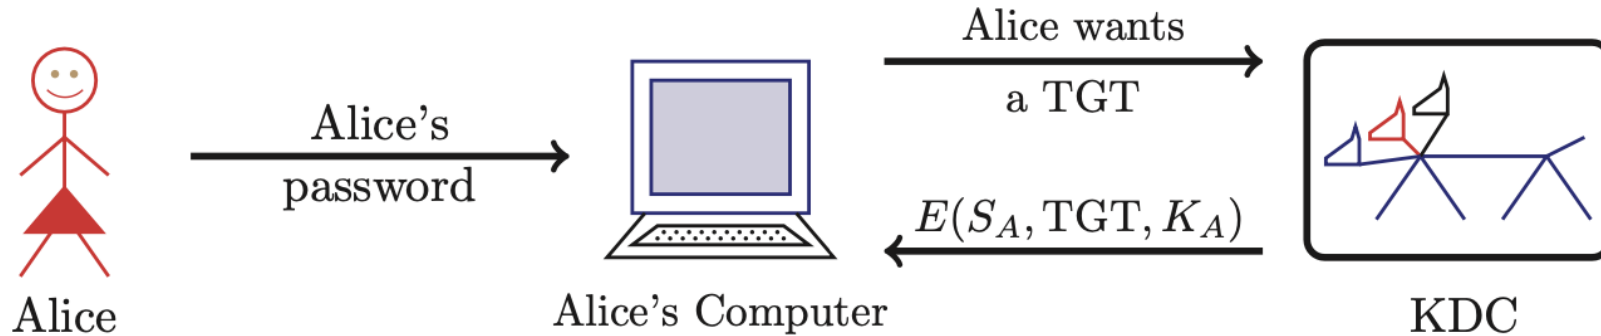 Alice's
password
Alice wants
a TGT
E(S_A, TGT, K_A)
Alice
Alice's Computer
KDC